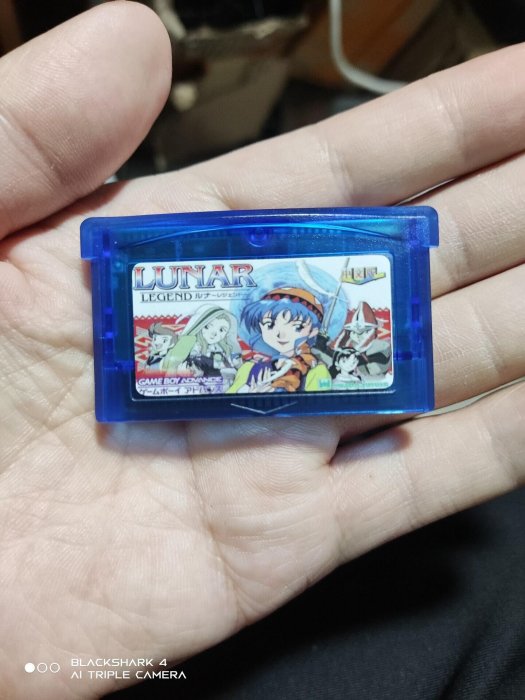 LUNAR
LEGEND ルナ-レジェンド
GAME BOY ADVANCE
ゲームボーイ アドバンス
BLACKSHARK 4
AI TRIPLE CAMERA